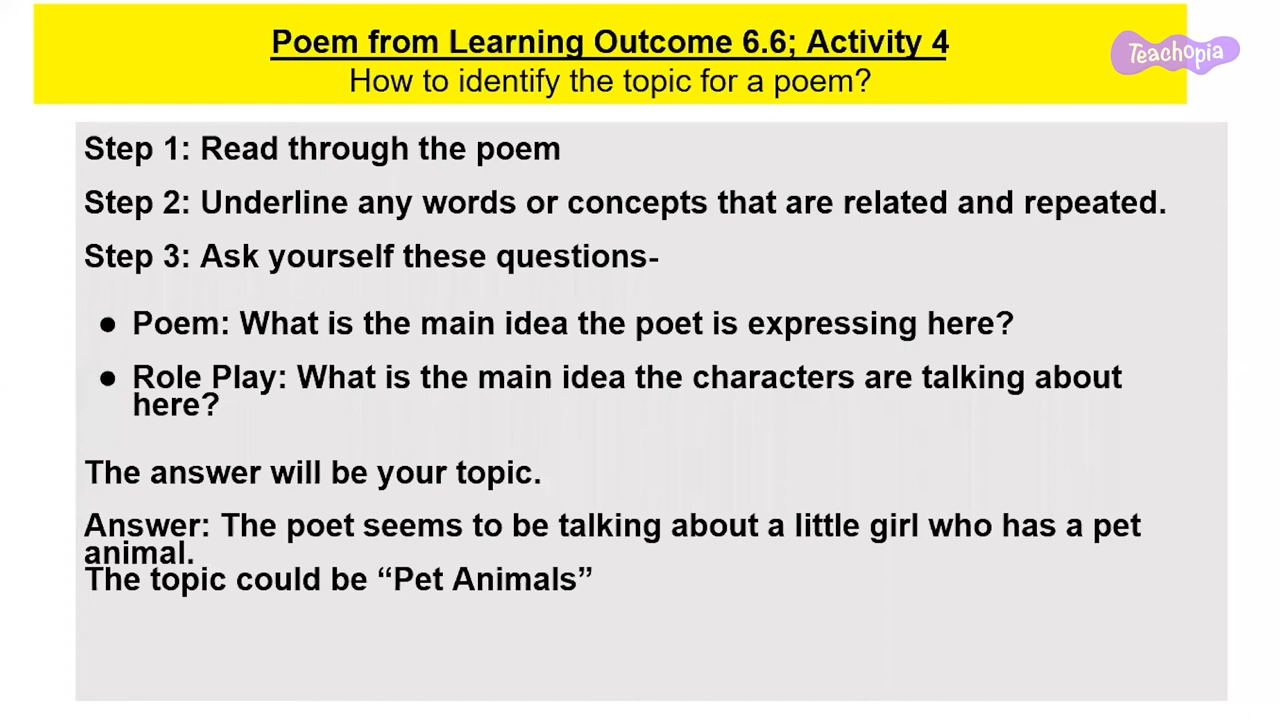 Poem from Learning Outcome 6.6; Activity 4
How to identify the topic for a poem?
Teachopia
Step 1: Read through the poem
Step 2: Underline any words or concepts that are related and repeated.
Step 3: Ask yourself these questions-
● Poem: What is the main idea the poet is expressing here?
● Role Play: What is the main idea the characters are talking about
here?
The answer will be your topic.
Answer: The poet seems to be talking about a little girl who has a pet
animal.
The topic could be “Pet Animals”